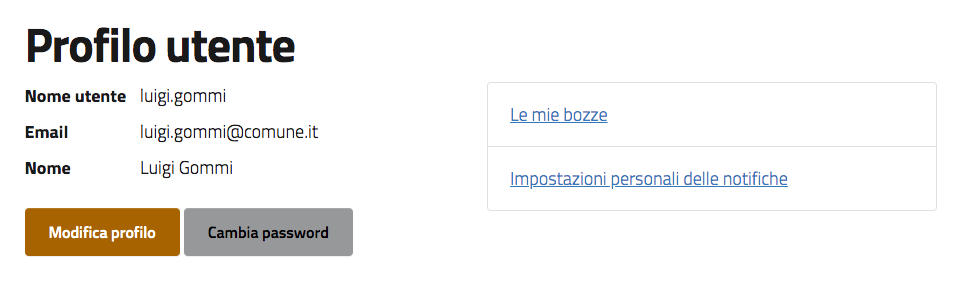 Profilo utente
Nome utente luigi.gommi
Email luigi.gommi@comune.it
Nome Luigi Gommi
Modifica profilo Cambia password
Le mie bozze
Impostazioni personali delle notifiche